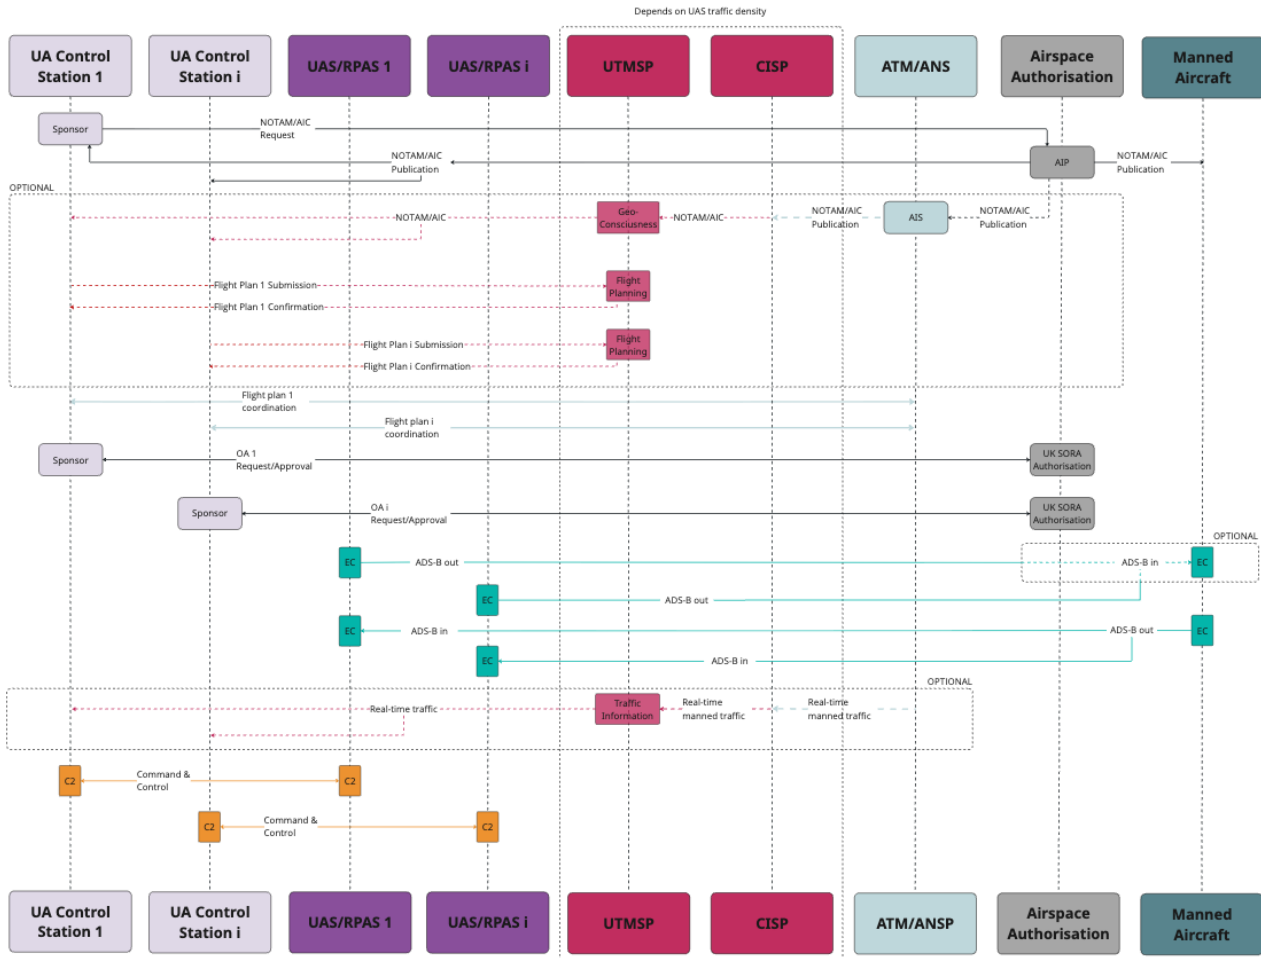 Depends on UAS traffic density
UA Control
Station 1
UA Control
Station i
UAS/RPAS 1
UAS/RPAS i
UTMSP
CISP
ATM/ANS
Airspace
Authorisation
Manned
Aircraft
Sponsor
NOTAM/AIC
Request
NOTAM/AIC
Publication
AIP
NOTAM/AIC
Publication
OPTIONAL
NOTAM/AIC
Geo-
Consciusness
NOTAM/AIC
NOTAM/AIC
Publication
AIS
NOTAM/AIC
Publication
Flight Plan 1 Submission
Flight
Planning
Flight Plan 1 Confirmation
Flight Plan i Submission
Flight
Planning
Flight Plan i Confirmation
Flight plan 1
coordination
Flight plan i
coordination
Sponsor
OA 1
Request/Approval
UK SORA
Authorisation
Sponsor
OA i
Request/Approval
UK SORA
Authorisation
OPTIONAL
EC
ADS-B out
ADS-B in
EC
EC
ADS-B out
EC
ADS-B in
ADS-B out
EC
EC
ADS-B in
OPTIONAL
Real-time traffic
Traffic
Information
Real-time
manned traffic
Real-time
manned traffic
C2
Command &
Control
C2
C2
Command &
Control
C2
UA Control
Station 1
UA Control
Station i
UAS/RPAS 1
UAS/RPAS i
UTMSP
CISP
ATM/ANSP
Airspace
Authorisation
Manned
Aircraft